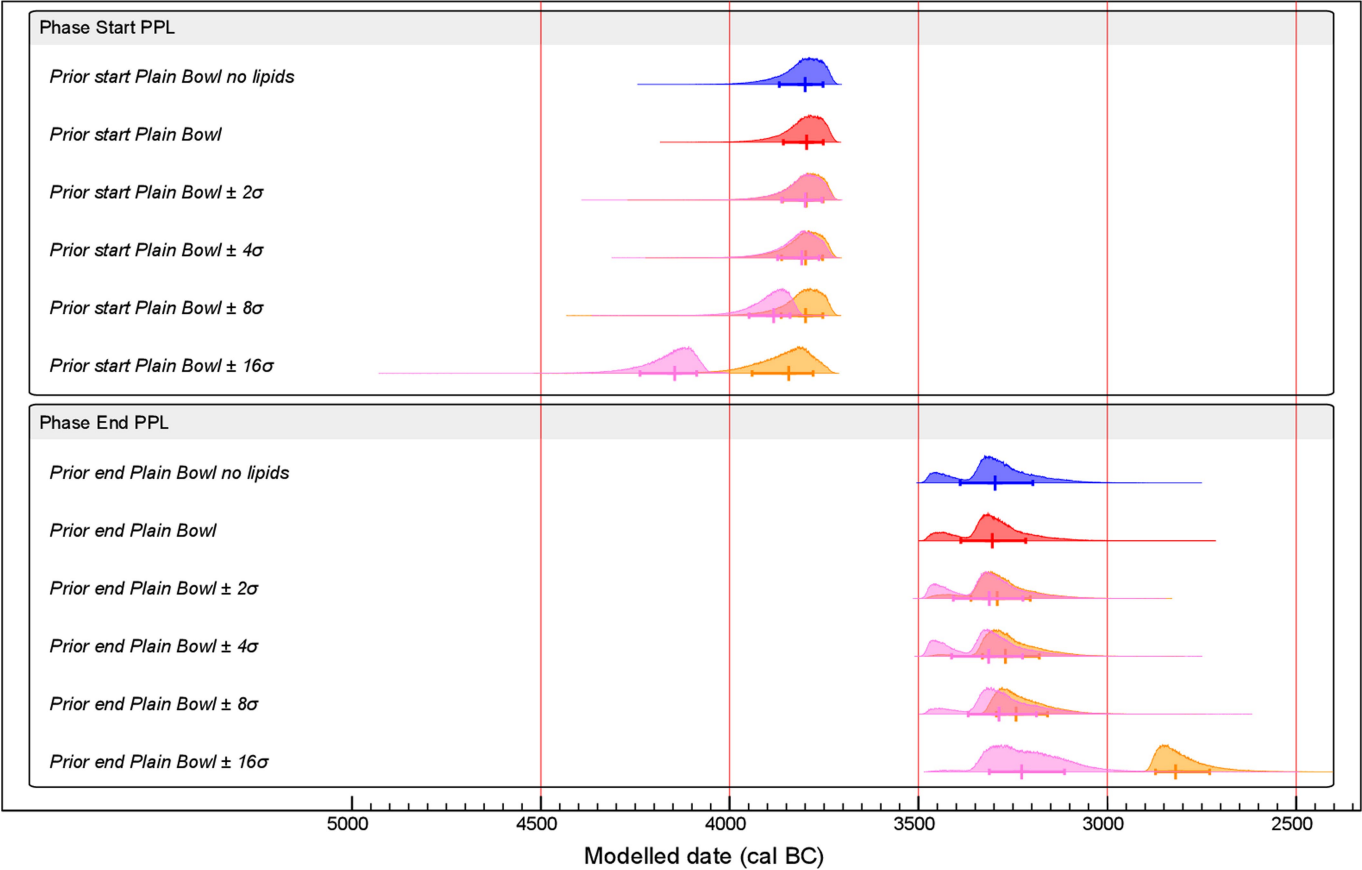 Phase Start PPL
Prior start Plain Bowl no lipids
Prior start Plain Bowl
Prior start Plain Bowl ± 2σ
Prior start Plain Bowl ± 4σ
Prior start Plain Bowl ± 8σ
Prior start Plain Bowl ± 16σ
Phase End PPL
Prior end Plain Bowl no lipids
Prior end Plain Bowl
Prior end Plain Bowl ± 2σ
Prior end Plain Bowl ± 4σ
Prior end Plain Bowl ± 8σ
Prior end Plain Bowl ± 16σ
5000 4500 4000 3500 3000 2500
Modelled date (cal BC)